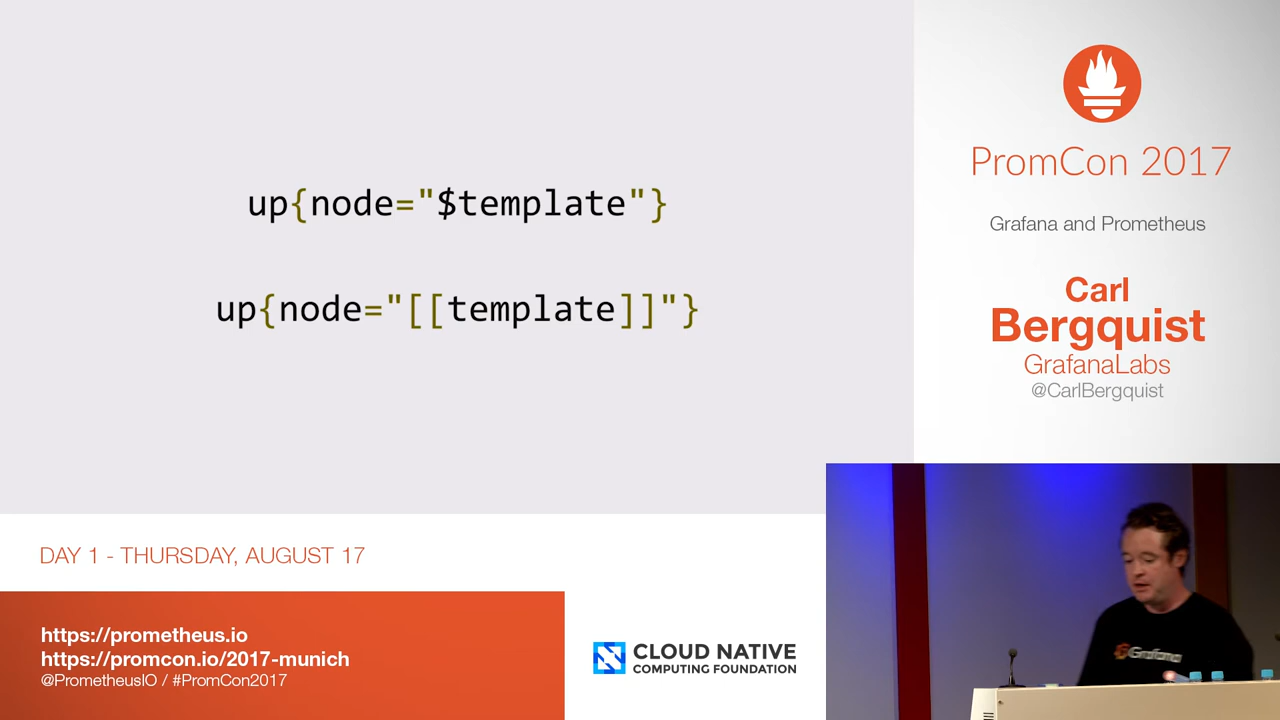 up{node="$template"}
up{node="[[template]]"}
PromCon 2017
Grafana and Prometheus
Carl
Bergquist
GrafanaLabs
@CarlBergquist
DAY 1 - THURSDAY, AUGUST 17
https://prometheus.io
https://promcon.io/2017-munich
@PrometheusIO / #PromCon2017
CLOUD NATIVE
COMPUTING FOUNDATION
Grafana